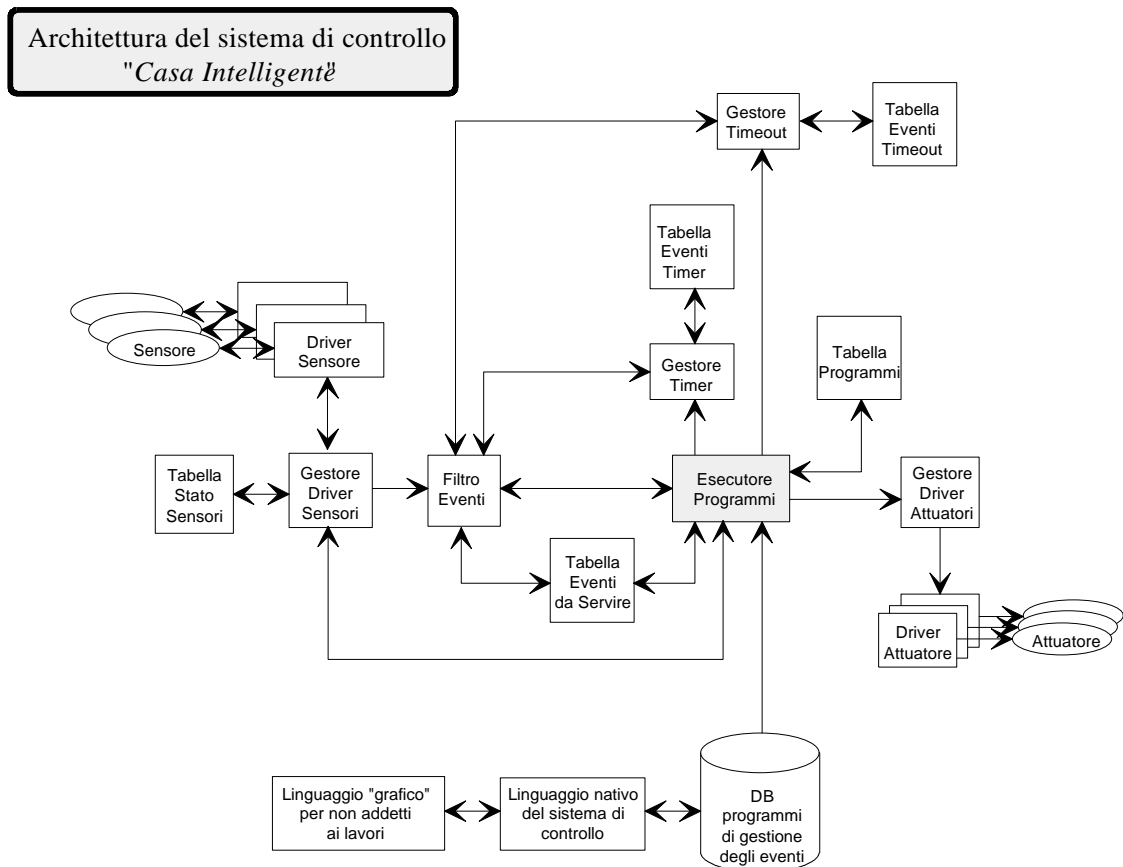 Architettura del sistema di controllo
"Casa Intelligente"
Gestore
Timeout
Tabella
Eventi
Timeout
Tabella
Eventi
Timer
Driver
Sensore
Sensore
Gestore
Timer
Tabella
Programmi
Tabella
Stato
Sensori
Gestore
Driver
Sensori
Filtro
Eventi
Esecutore
Programmi
Gestore
Driver
Attuatori
Tabella
Eventi
da Servire
Driver
Attuatore
Attuatore
Linguaggio "grafico"
per non addetti
ai lavori
Linguaggio nativo
del sistema di
controllo
DB
programmi
di gestione
degli eventi